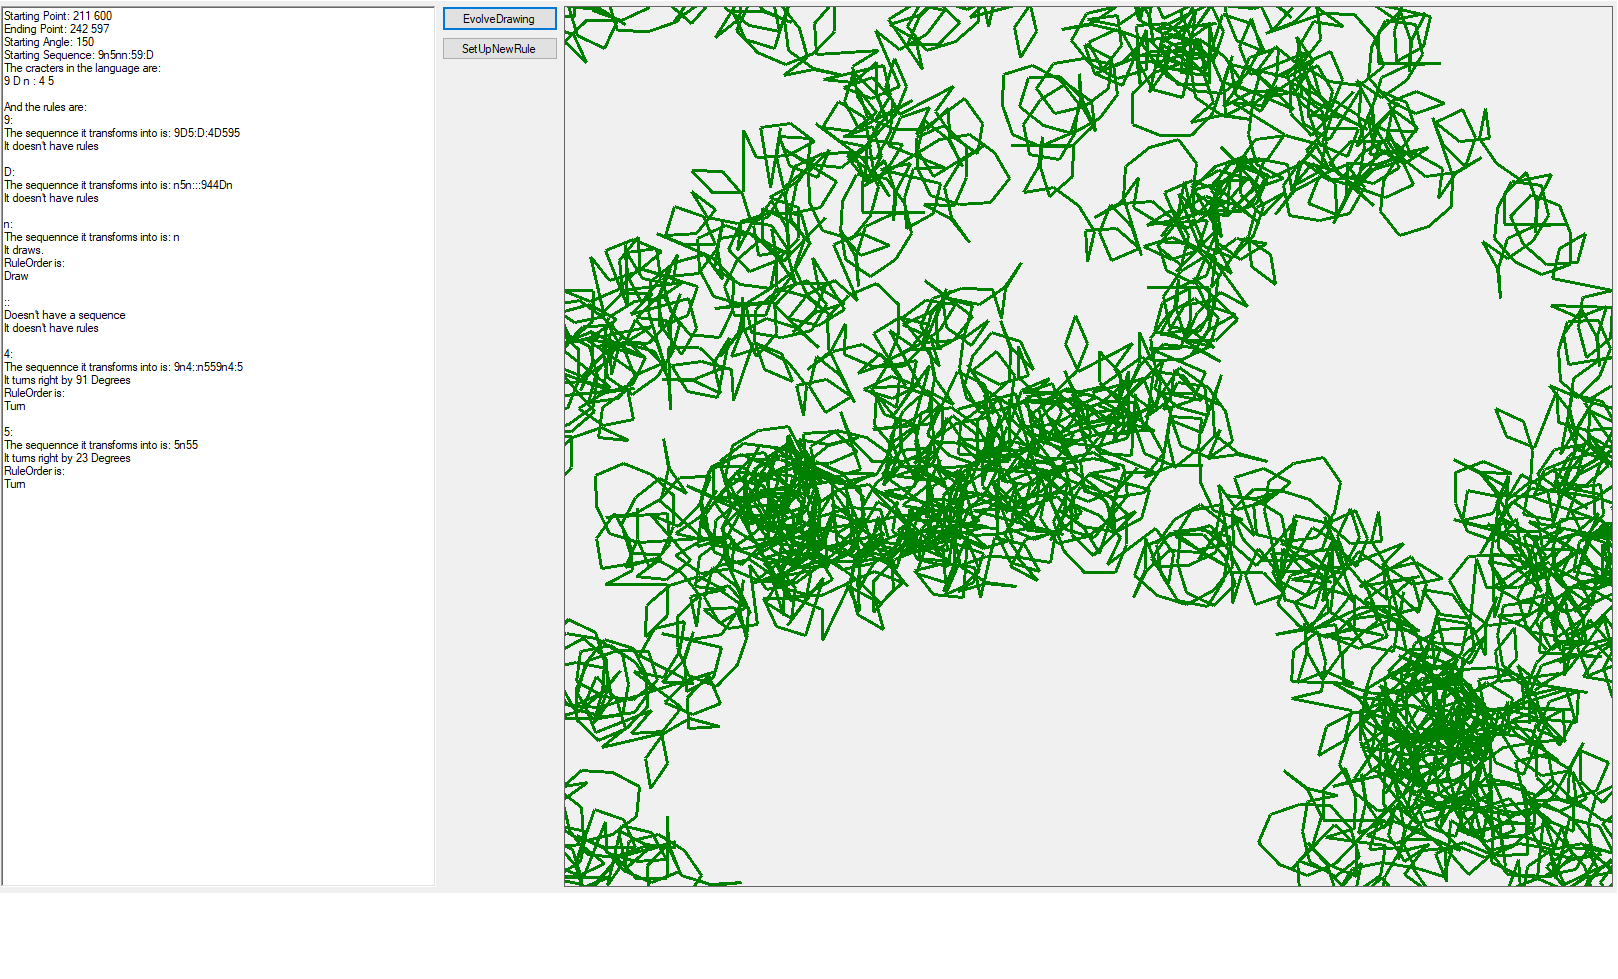 Starting Point: 211 600
Ending Point: 242 597
Starting Angle: 150
Starting Sequence: 9n5nn:59:D
The cracters in the language are:
9 D n : 4 5
And the rules are:
9:
The sequennce it transforms into is: 9D5:D:4D595
It doesn't have rules
D:
The sequennce it transforms into is: n5n:::944Dn
It doesn't have rules
n:
The sequennce it transforms into is: n
It draws.
RuleOrder is:
Draw
::
Doesn't have a sequence
It doesn't have rules
4:
The sequennce it transforms into is: 9n4::n559n4:5
It turns right by 91 Degrees
RuleOrder is:
Turn
5:
The sequennce it transforms into is: 5n55
It turns right by 23 Degrees
RuleOrder is:
Turn
EvolveDrawing
SetUpNewRule